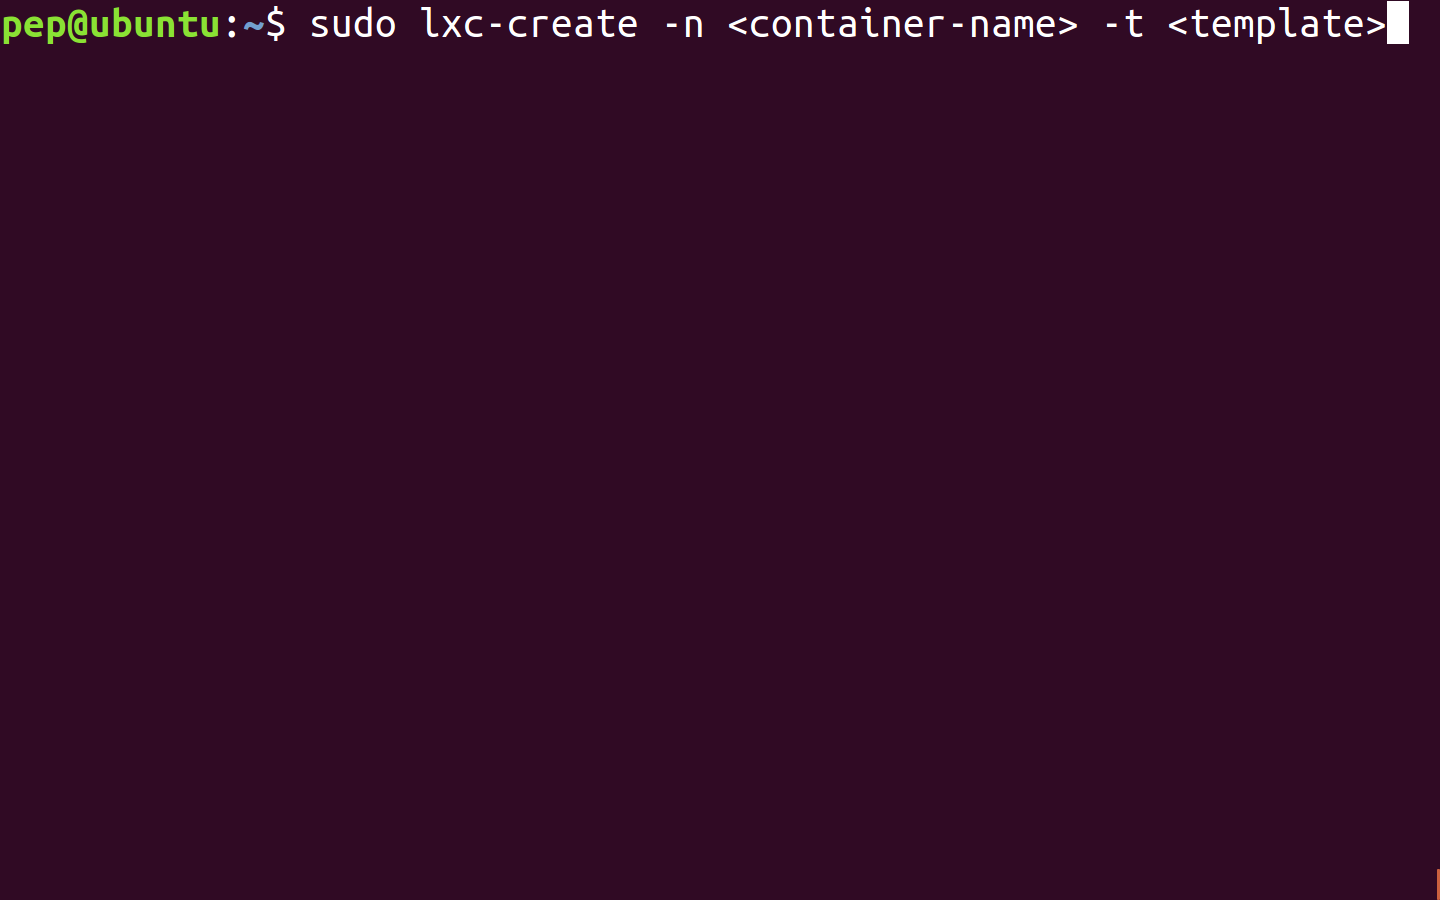 pep@ubuntu:~$ sudo lxc-create -n <container-name> -t <template>